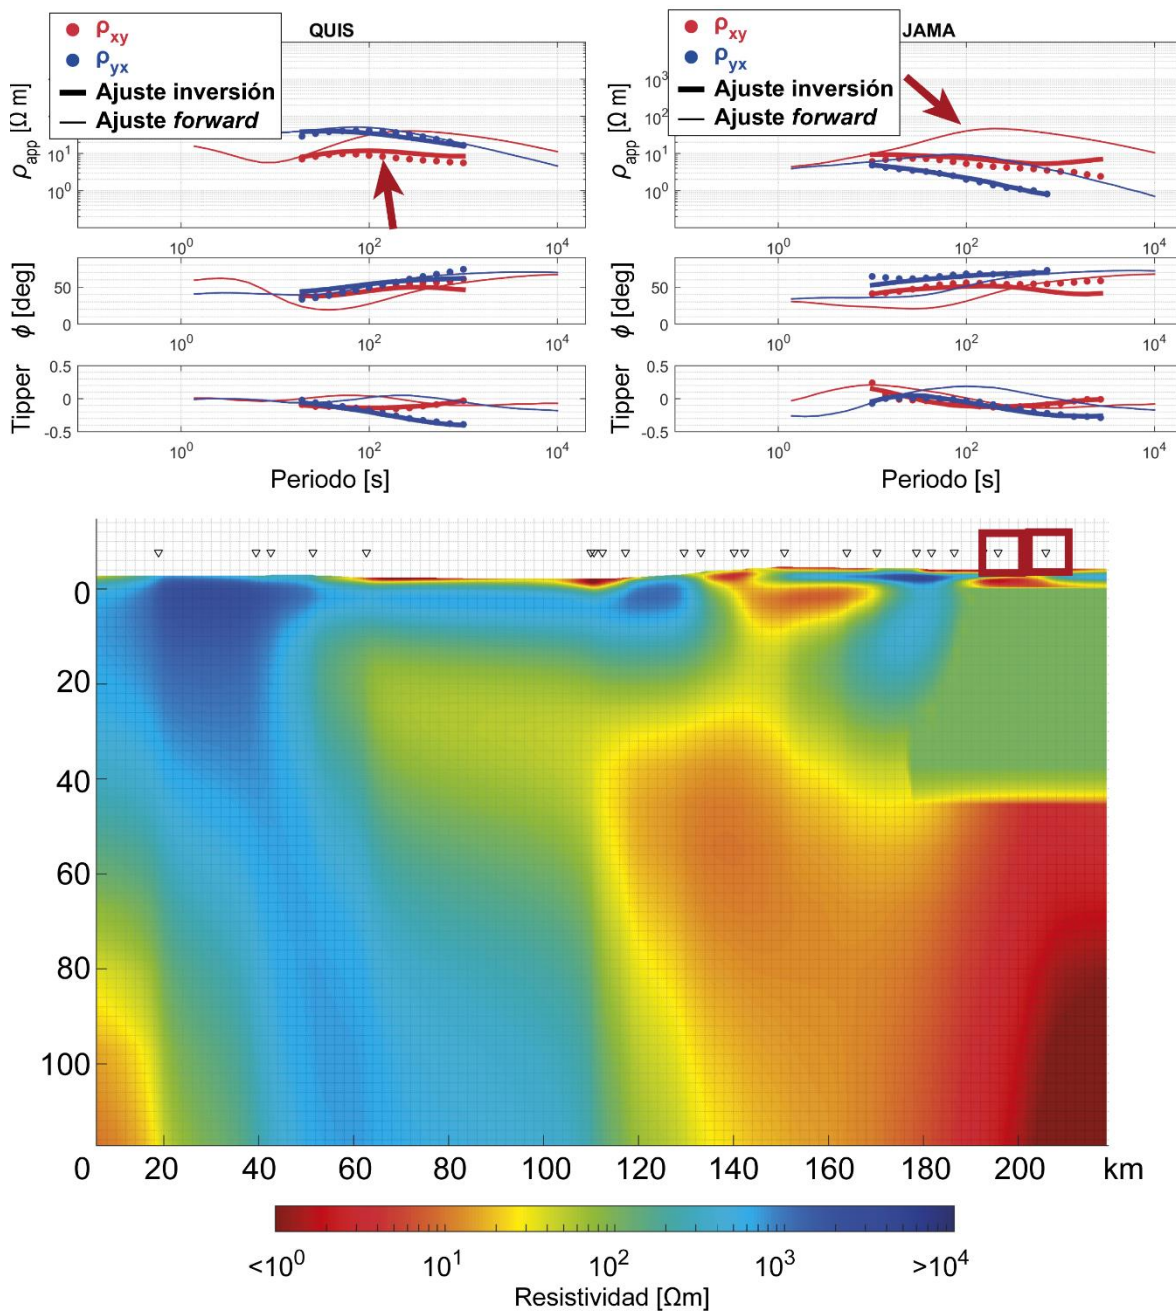 QUIS
ρxy
ρyx
Ajuste inversión
Ajuste forward
ρapp [Ω m]
10¹
10⁰
10⁰ 10² 10⁴
ϕ [deg]
50
0
10⁰ 10² 10⁴
Tipper
0.5
0
-0.5
10⁰ 10² 10⁴
Periodo [s]
JAMA
ρxy
ρyx
Ajuste inversión
Ajuste forward
ρapp [Ω m]
10³
10²
10¹
10⁰
10⁰ 10² 10⁴
ϕ [deg]
50
0
10⁰ 10² 10⁴
Tipper
0.5
0
-0.5
10⁰ 10² 10⁴
Periodo [s]
0
20
40
60
80
100
0 20 40 60 80 100 120 140 160 180 200 km
<10⁰ 10¹ 10² 10³ >10⁴
Resistividad [Ωm]